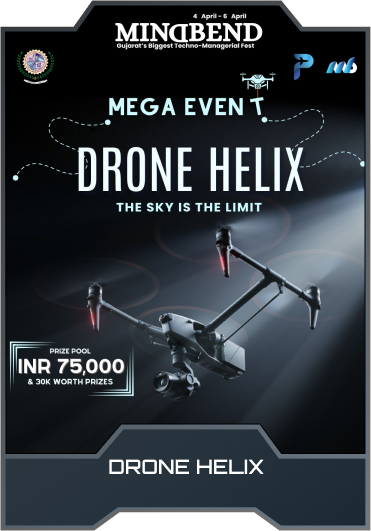 4 April - 6 April
MINDBEND
Gujarat's Biggest Techno-Managerial Fest
MEGA EVENT
DRONE HELIX
THE SKY IS THE LIMIT
PRIZE POOL
INR 75,000
& 30K WORTH PRIZES
DRONE HELIX